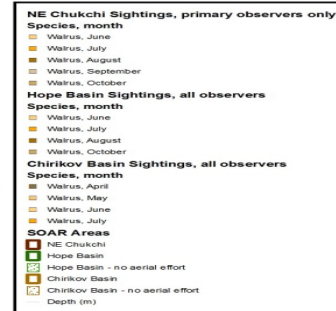 NE Chukchi Sightings, primary observers only
Species, month
Walrus, June
Walrus, July
Walrus, August
Walrus, September
Walrus, October
Hope Basin Sightings, all observers
Species, month
Walrus, June
Walrus, July
Walrus, August
Walrus, October
Chirikov Basin Sightings, all observers
Species, month
Walrus, April
Walrus, May
Walrus, June
Walrus, July
SOAR Areas
NE Chukchi
Hope Basin
Hope Basin - no aerial effort
Chirikov Basin
Chirikov Basin - no aerial effort
Depth (m)